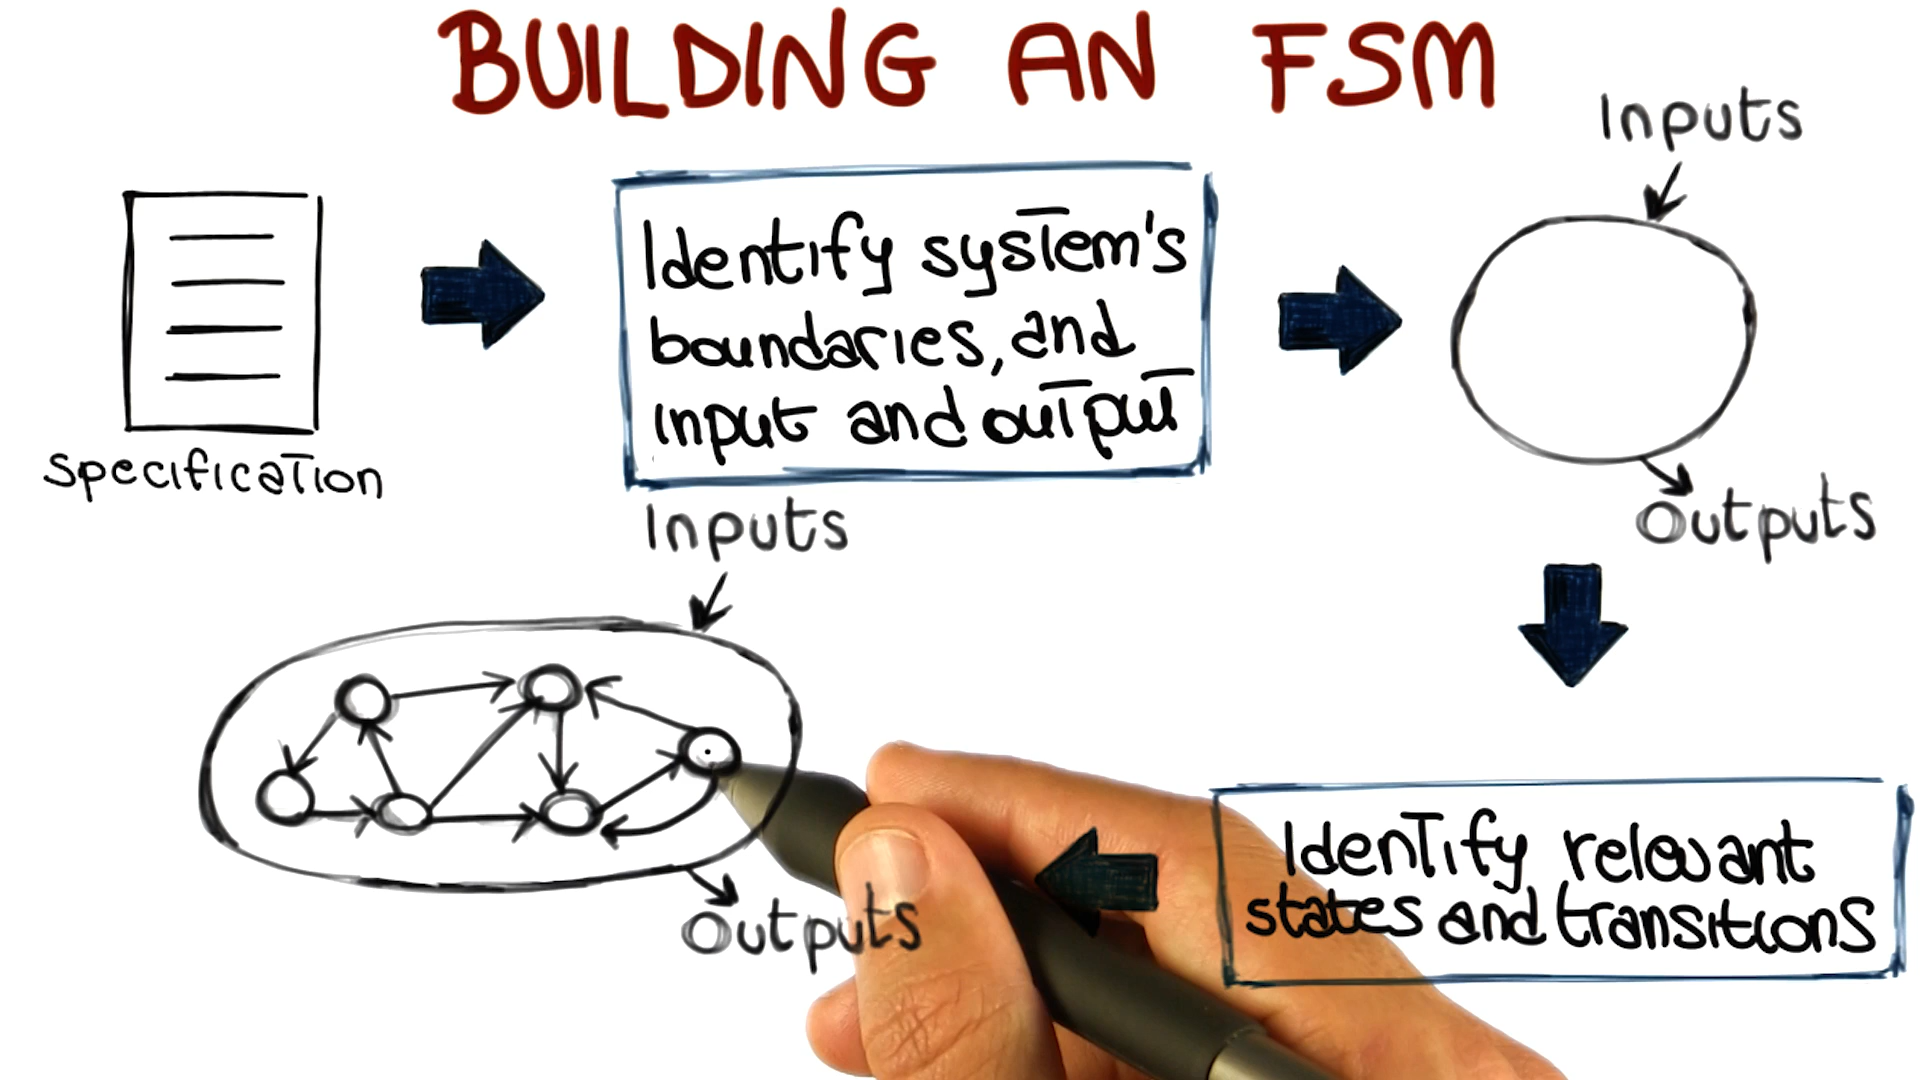 BUILDING AN FSM
Inputs
Identify system's
boundaries, and
input and output
specification
Outputs
Inputs
Identify relevant
states and transitions
Outputs